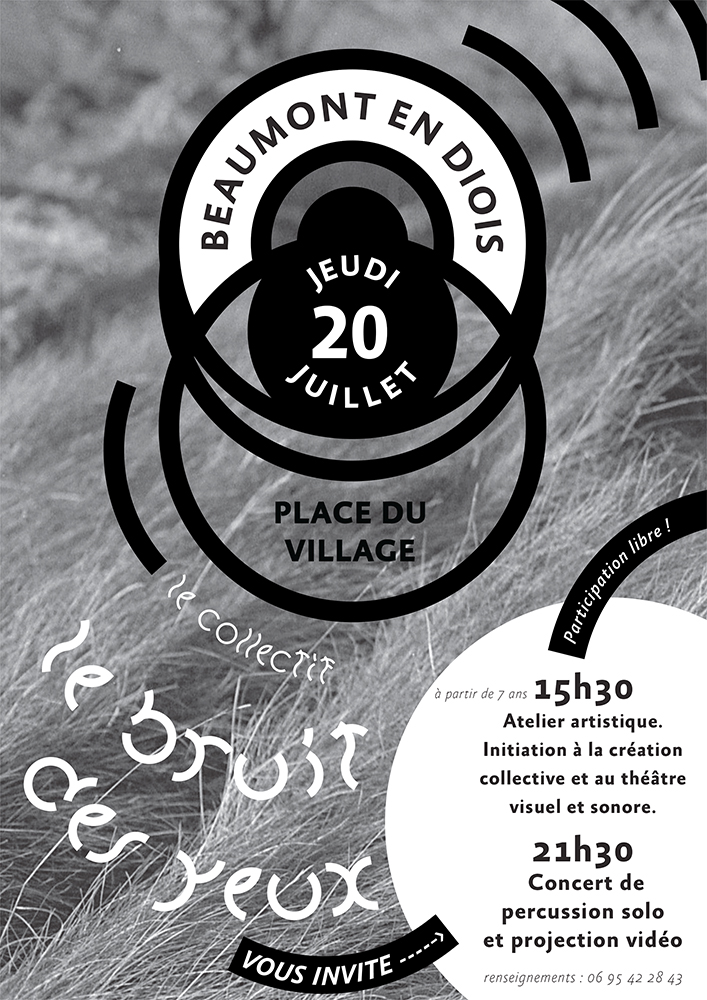 BEAUMONT EN DIOIS
JEUDI
20
JUILLET
PLACE DU
VILLAGE
le collectif
le bruit
des yeux
VOUS INVITE ----->
Participation libre !
à partir de 7 ans 15h30
Atelier artistique.
Initiation à la création
collective et au théâtre
visuel et sonore.
21h30
Concert de
percussion solo
et projection vidéo
renseignements : 06 95 42 28 43